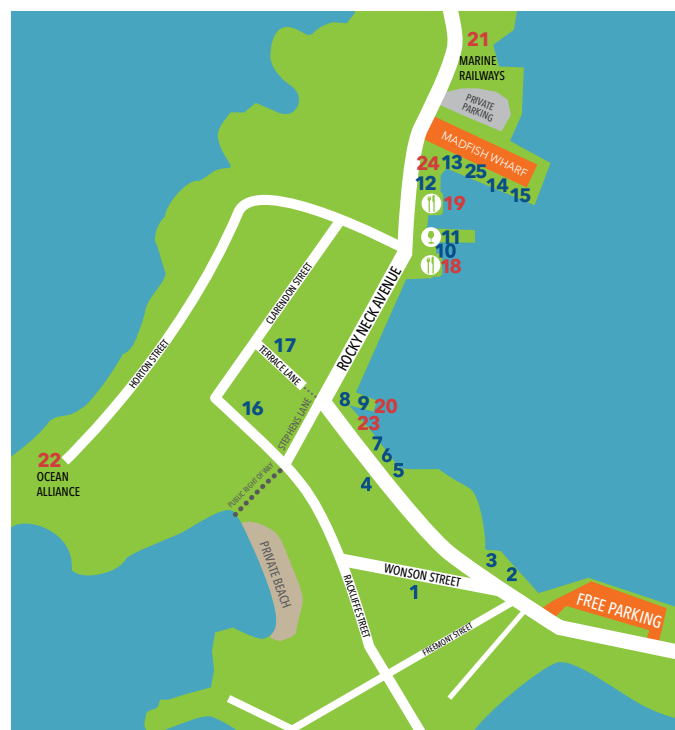 21
MARINE
RAILWAYS
PRIVATE
PARKING
MADFISH WHARF
24
13
25
14
15
12
19
11
10
18
ROCKY NECK AVENUE
CLARENDON STREET
HORTON STREET
17
TERRACE LANE
16
STEPHENS LANE
8
9
20
23
7
6
5
4
22
OCEAN
ALLIANCE
PUBLIC RIGHT OF WAY
PRIVATE BEACH
3
2
WONSON STREET
1
RACKLIFFE STREET
FREEMONT STREET
FREE PARKING